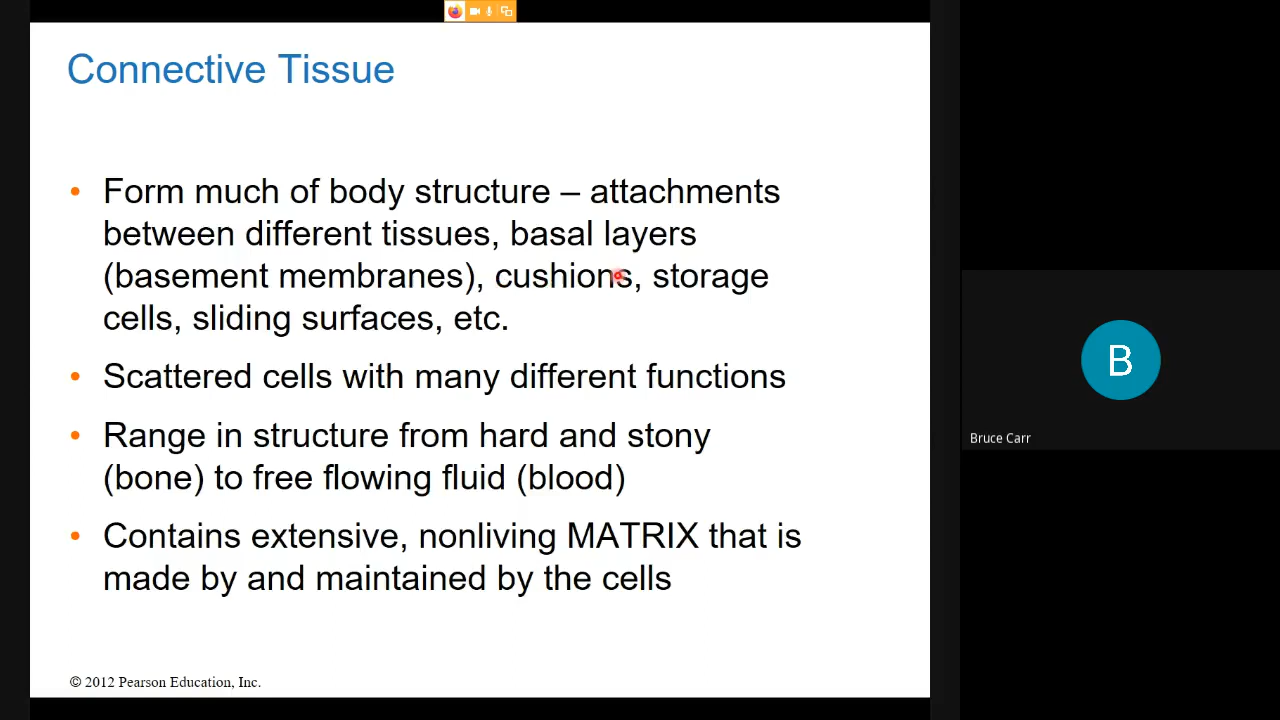 Connective Tissue
• Form much of body structure – attachments
between different tissues, basal layers
(basement membranes), cushions, storage
cells, sliding surfaces, etc.
• Scattered cells with many different functions
• Range in structure from hard and stony
(bone) to free flowing fluid (blood)
• Contains extensive, nonliving MATRIX that is
made by and maintained by the cells
© 2012 Pearson Education, Inc.
B
Bruce Carr